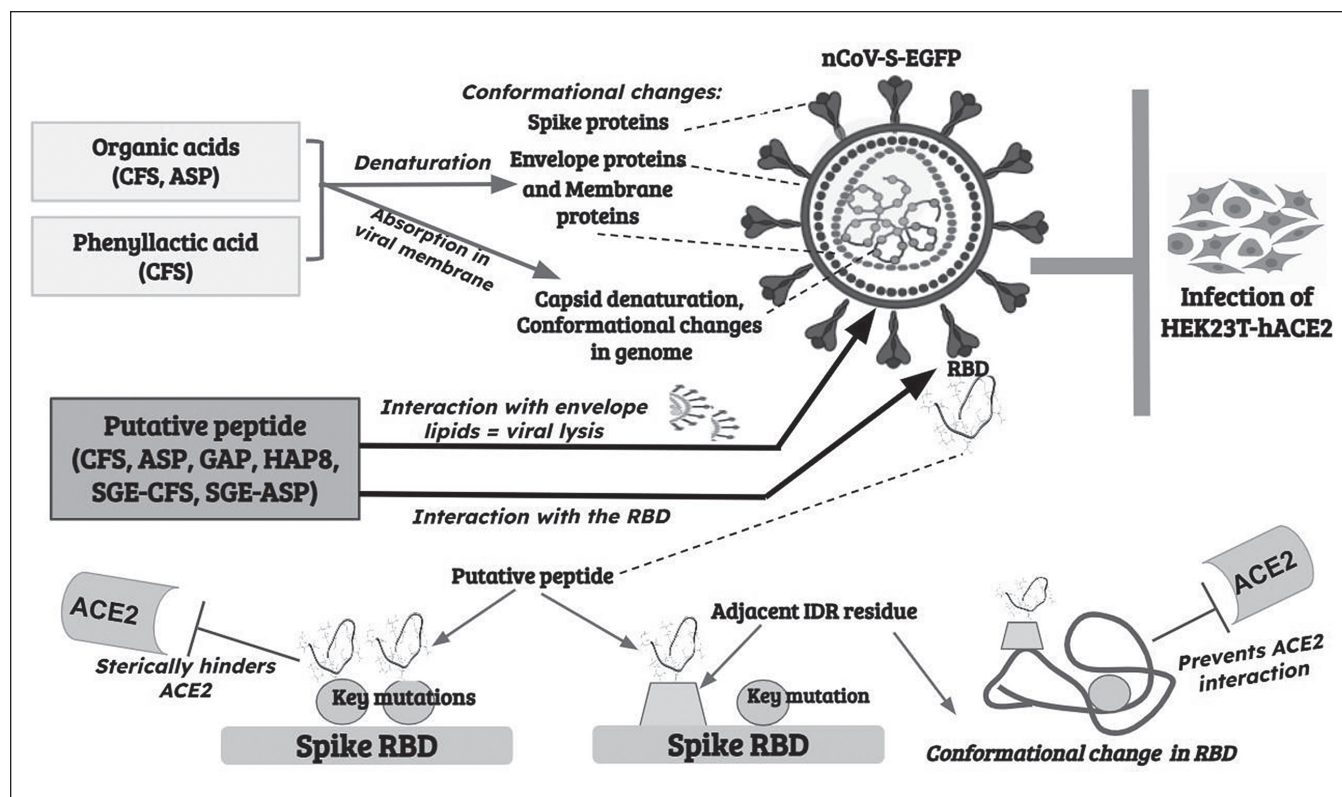 nCoV-S-EGFP
Conformational changes:
Spike proteins
Organic acids
(CFS, ASP)
Denaturation
Envelope proteins
and Membrane
proteins
Phenyllactic acid
(CFS)
Absorption in
viral membrane
Capsid denaturation,
Conformational changes
in genome
Infection of
HEK23T-hACE2
RBD
Putative peptide
(CFS, ASP, GAP, HAP8,
SGE-CFS, SGE-ASP)
Interaction with envelope
lipids = viral lysis
Interaction with the RBD
Putative peptide
Adjacent IDR residue
ACE2
Sterically hinders
ACE2
Key mutations
Spike RBD
Key mutation
Spike RBD
ACE2
Prevents ACE2
interaction
Conformational change in RBD